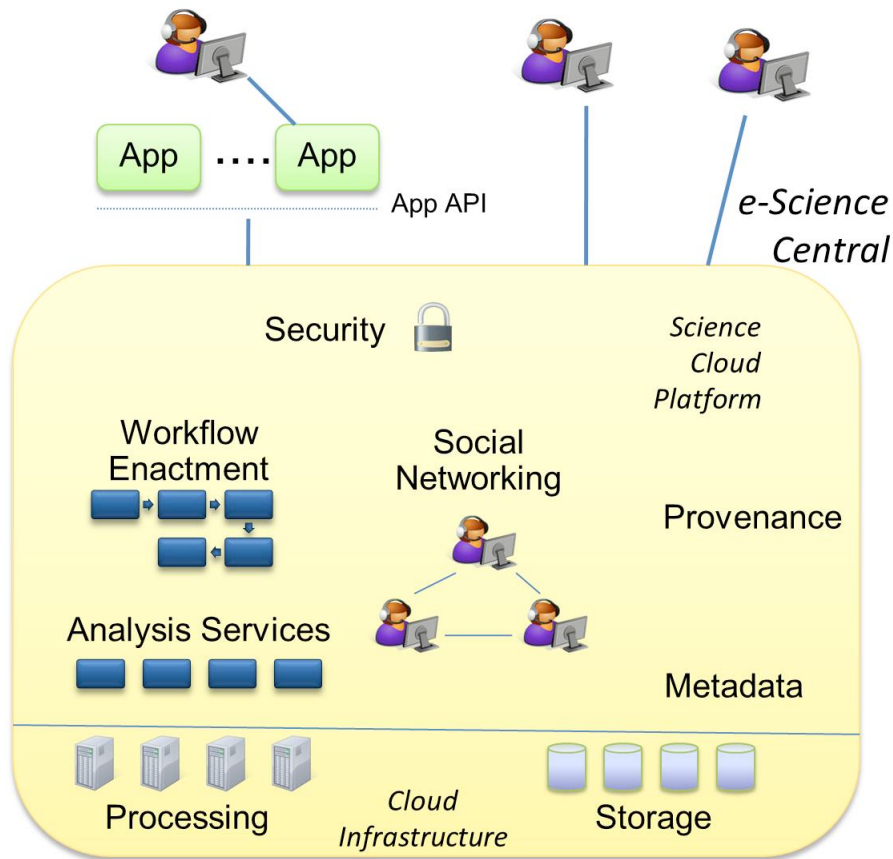 App .... App
App API
e-Science
Central
Security
Science
Cloud
Platform
Workflow
Enactment
Social
Networking
Provenance
Analysis Services
Metadata
Processing
Cloud
Infrastructure
Storage